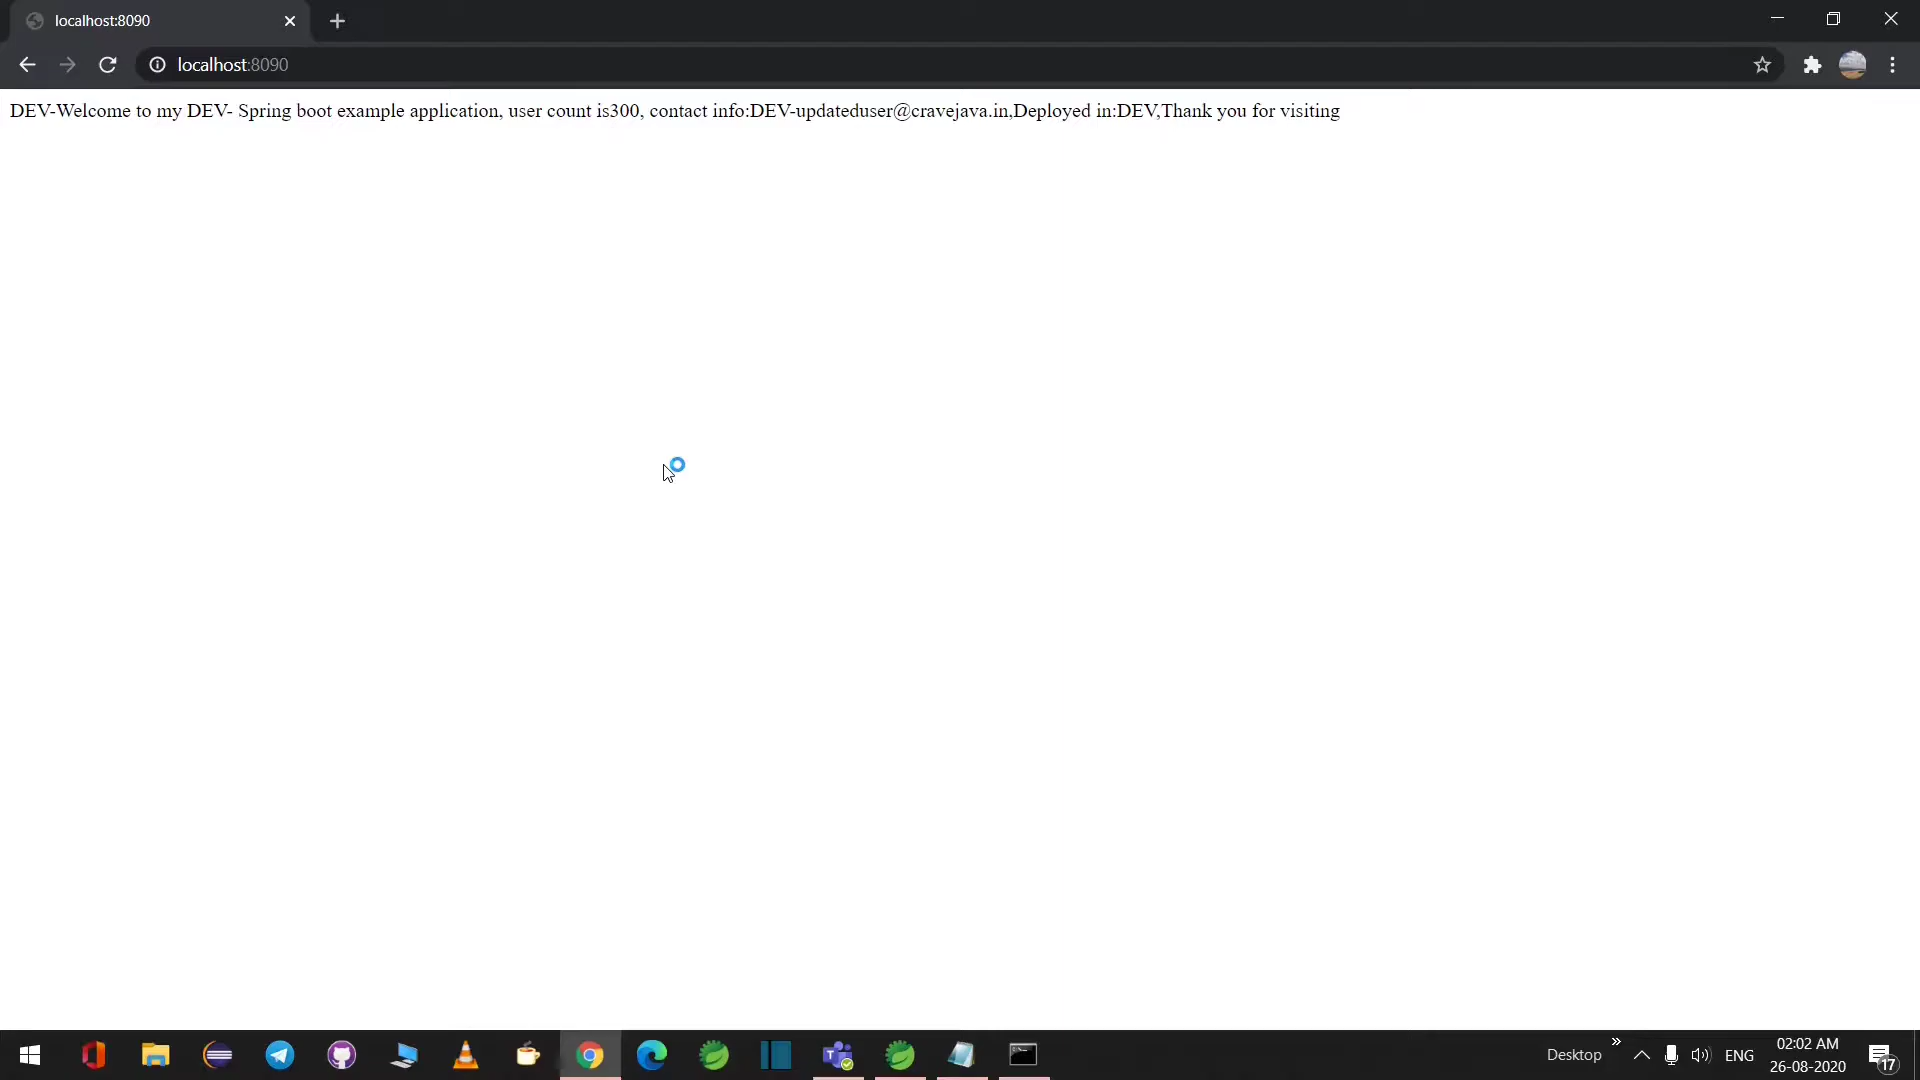 localhost:8090
localhost:8090
DEV-Welcome to my DEV- Spring boot example application, user count is300, contact info:DEV-updateduser@cravejava.in,Deployed in:DEV,Thank you for visiting
Desktop
ENG
02:02 AM
26-08-2020
17